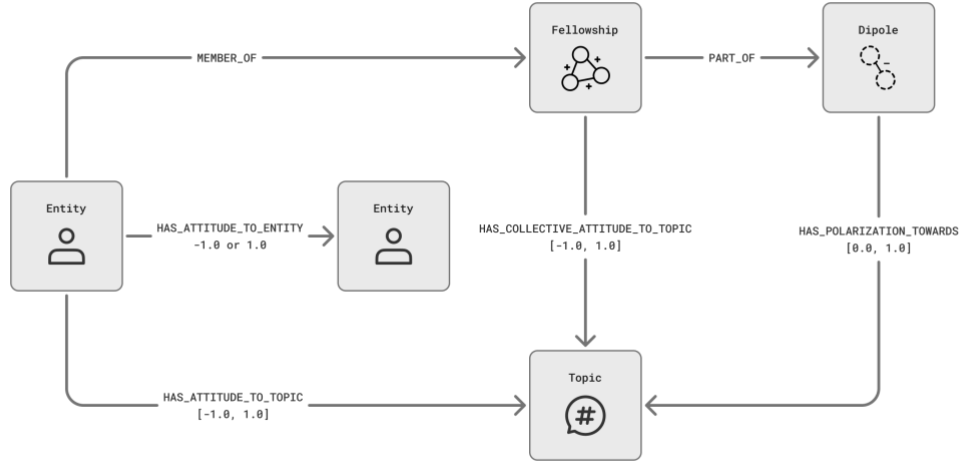 Fellowship
Dipole
MEMBER_OF
PART_OF
Entity
Entity
HAS_ATTITUDE_TO_ENTITY
-1.0 or 1.0
HAS_COLLECTIVE_ATTITUDE_TO_TOPIC
[-1.0, 1.0]
HAS_POLARIZATION_TOWARDS
[0.0, 1.0]
Topic
#
HAS_ATTITUDE_TO_TOPIC
[-1.0, 1.0]